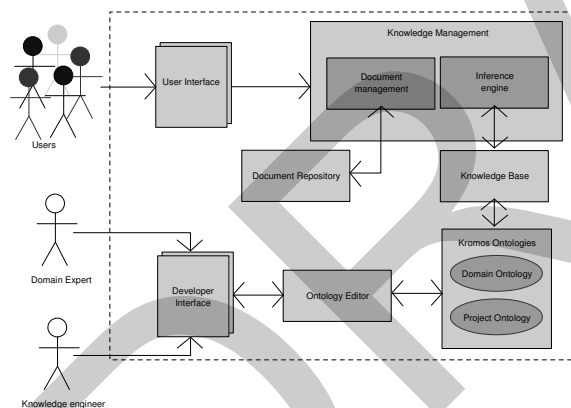 Knowledge Management
User Interface
Document
management
Inference
engine
Users
Document Repository
Knowledge Base
Kromos Ontologies
Domain Ontology
Project Ontology
Domain Expert
Developer
Interface
Ontology Editor
Knowledge engineer